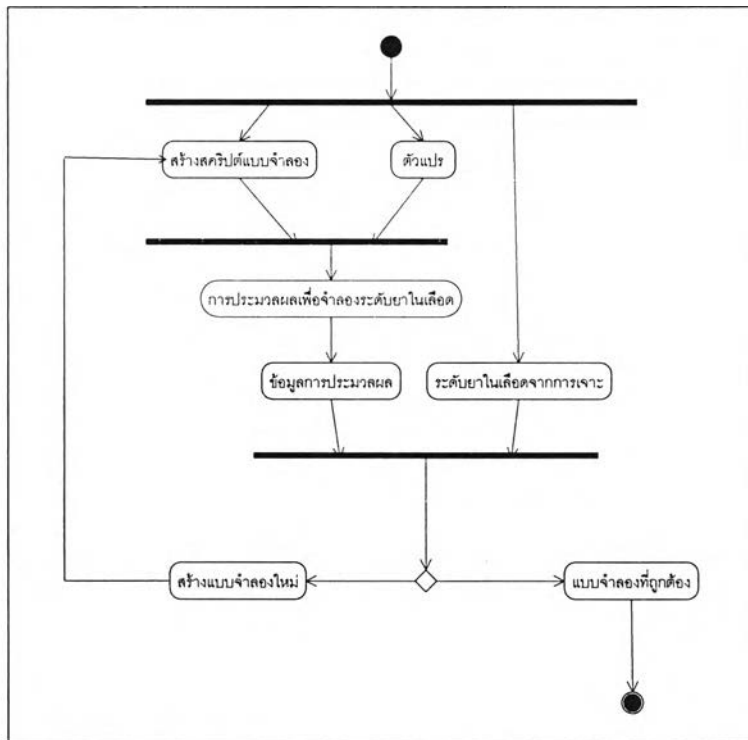 สร้างสคริปต์แบบจำลอง
ตัวแปร
การประมวลผลเพื่อจำลองระดับยาในเลือด
ข้อมูลการประมวลผล
ระดับยาในเลือดจากการเจาะ
สร้างแบบจำลองใหม่
แบบจำลองที่ถูกต้อง